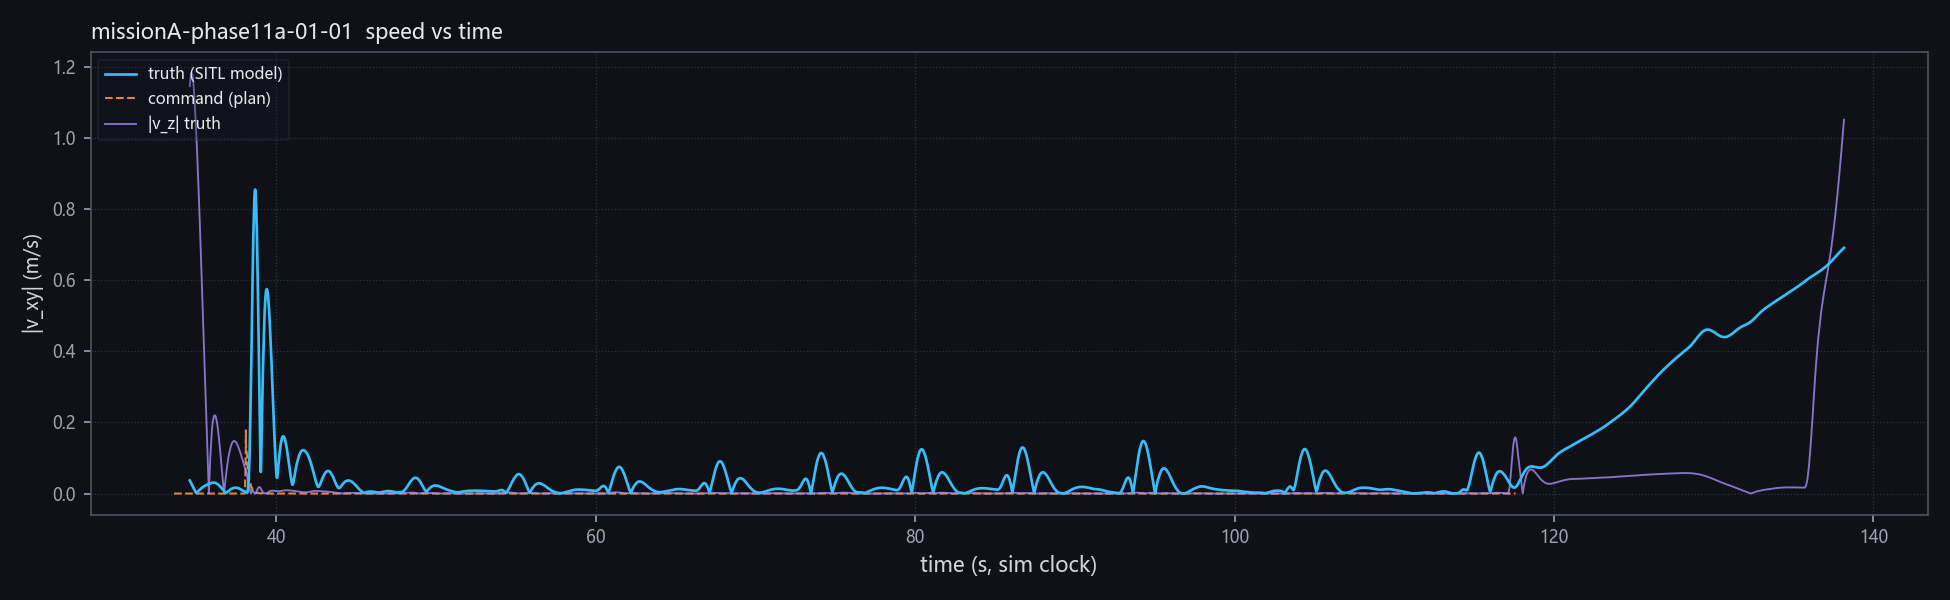 missionA-phase11a-01-01 speed vs time
truth (SITL model)
command (plan)
|v_z| truth
|v_xy| (m/s)
1.2
1.0
0.8
0.6
0.4
0.2
0.0
40
60
80
100
120
140
time (s, sim clock)